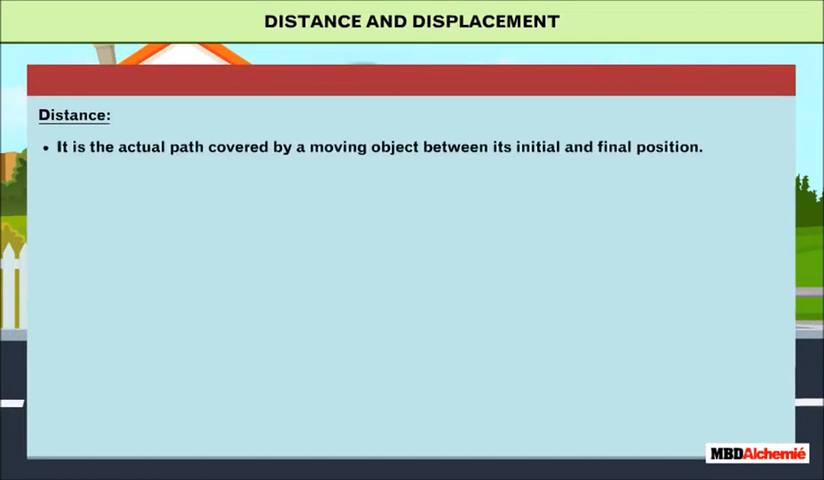 DISTANCE AND DISPLACEMENT
Distance:
• It is the actual path covered by a moving object between its initial and final position.
MBDAlchemié